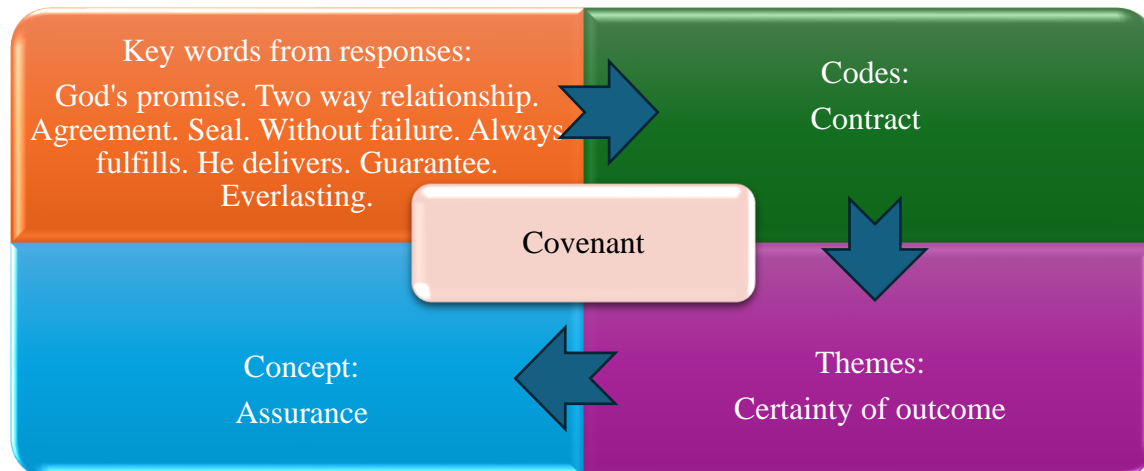 Key words from responses:
God's promise. Two way relationship.
Agreement. Seal. Without failure. Always
fulfills. He delivers. Guarantee.
Everlasting.
Codes:
Contract
Covenant
Concept:
Assurance
Themes:
Certainty of outcome